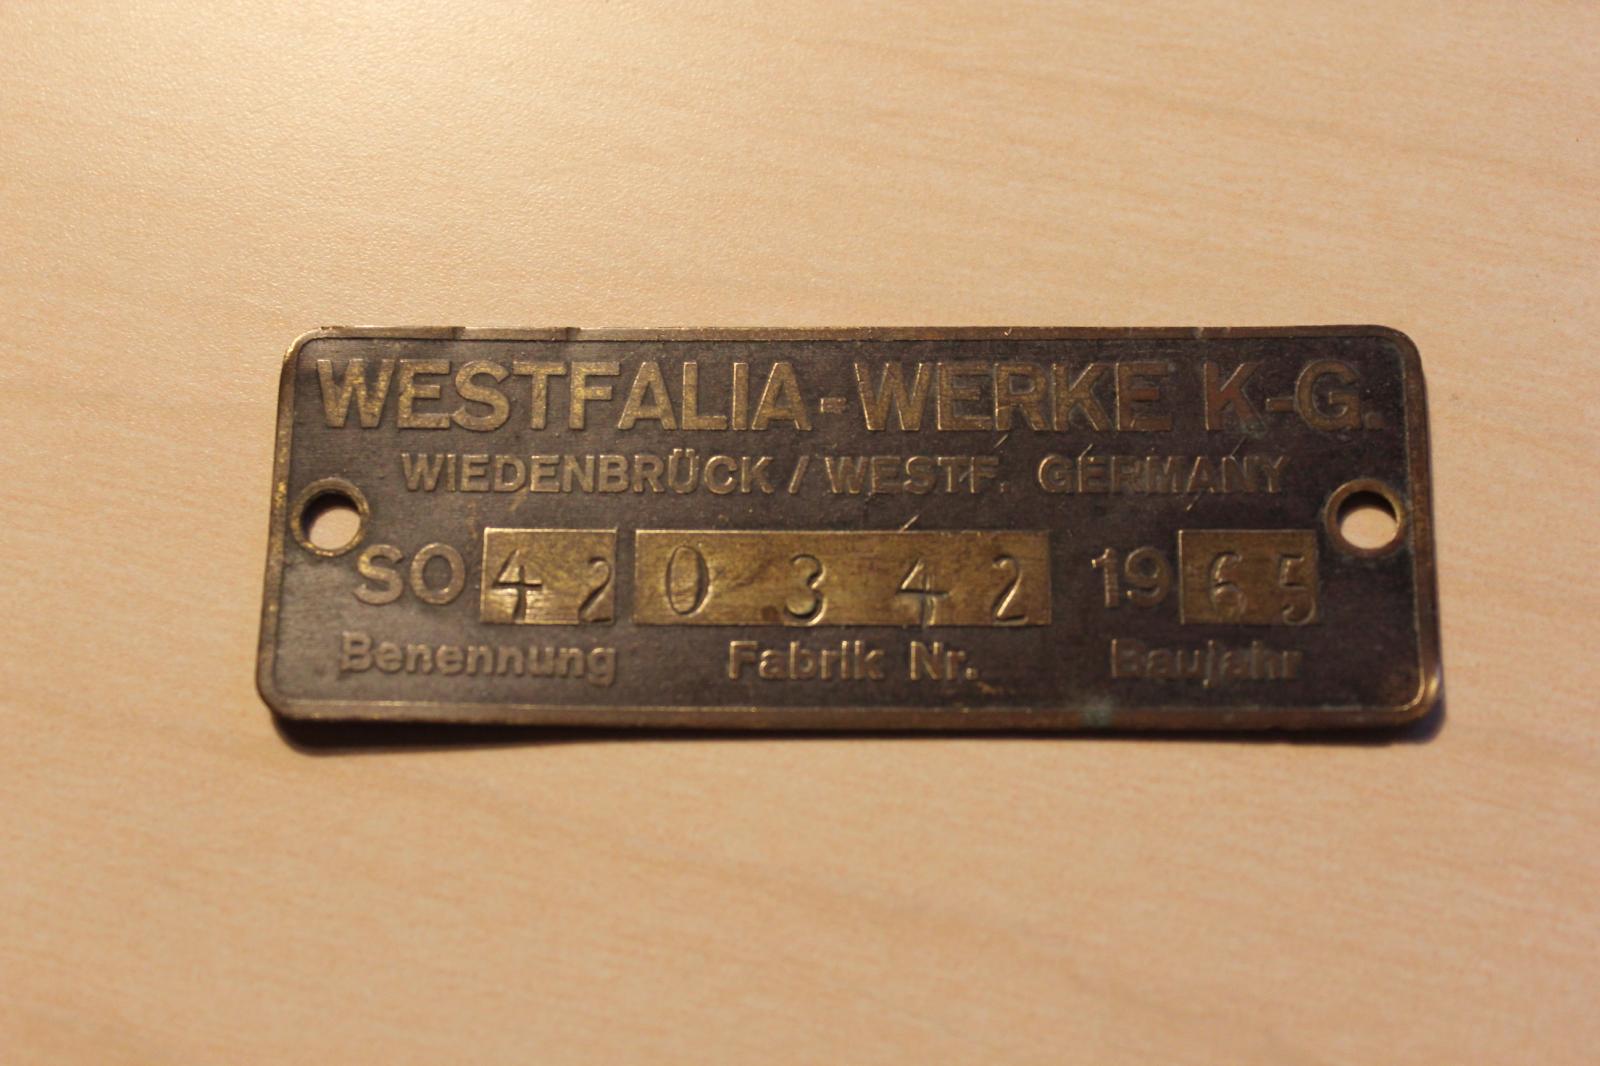 WESTFALIA-WERKE K-G.
WIEDENBRÜCK / WESTF. GERMANY
SO 42 0342 1965
Benennung Fabrik Nr. Baujahr